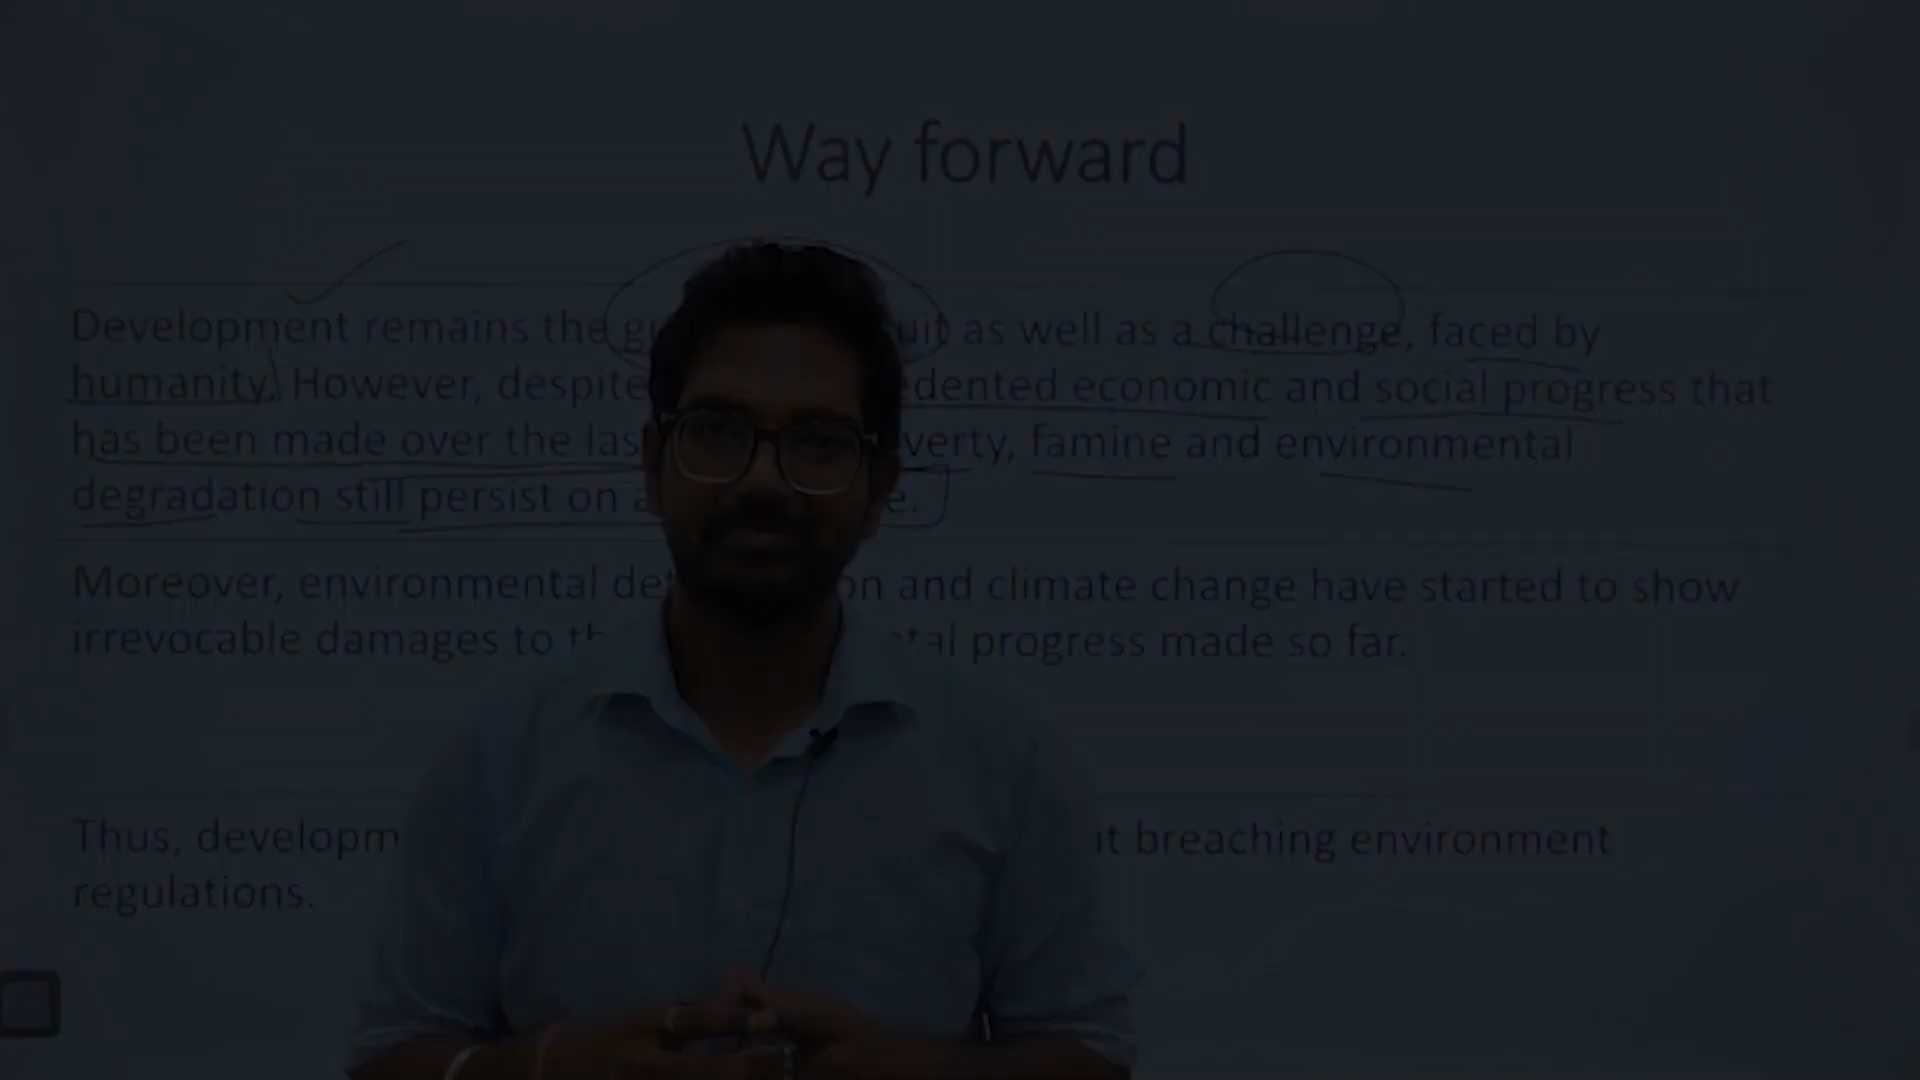 Way forward
Development remains the uit as well as a challenge, faced by
humanity. However, despite edented economic and social progress that
has been made over the las verty, famine and environmental
degradation still persist on a e.
Moreover, environmental de on and climate change have started to show
irrevocable damages to th tal progress made so far.
Thus, developm ut breaching environment
regulations.